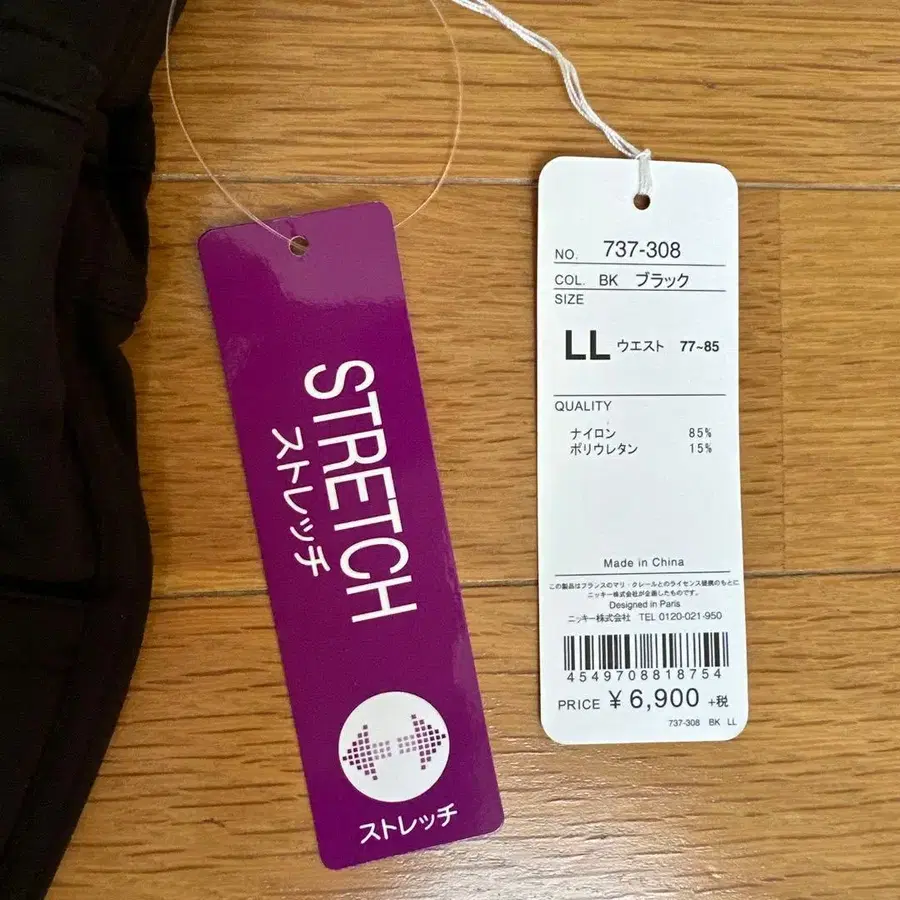 STRETCH
ストレッチ
ストレッチ
NO. 737-308
COL. BK ブラック
SIZE
LL ウエスト 77~85
QUALITY
ナイロン 85%
ポリウレタン 15%
Made in China
この製品はフランスのマリ・クレールとのライセンス提携のもとに
ニッキー株式会社が企画したものです。
Designed in Paris
ニッキー株式会社 TEL 0120-021-950
4549708818754
PRICE ¥6,900 +税
737-308 BK LL